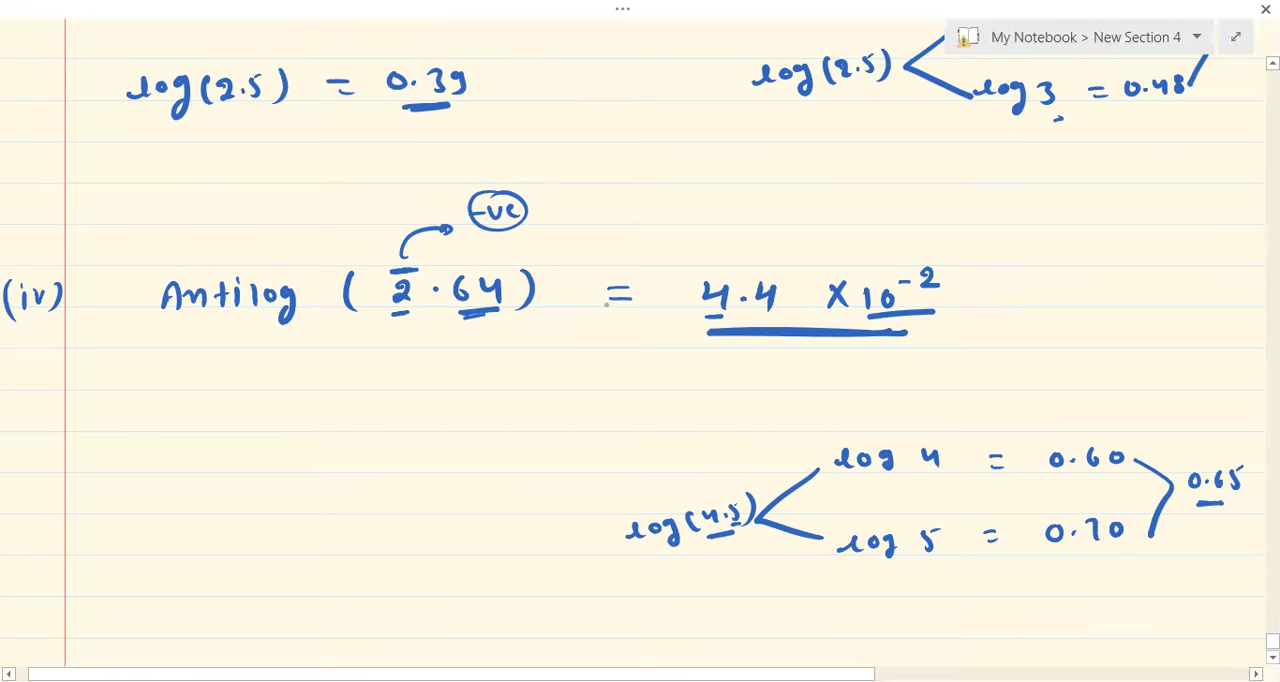 My Notebook > New Section 4
log(2.5) = 0.39
log(2.5)
log 3 = 0.48
-ve
(iv) Antilog ( 2̅ . 64 ) = 4.4 × 10⁻²
log 4 = 0.60
0.65
log(4.5)
log 5 = 0.70